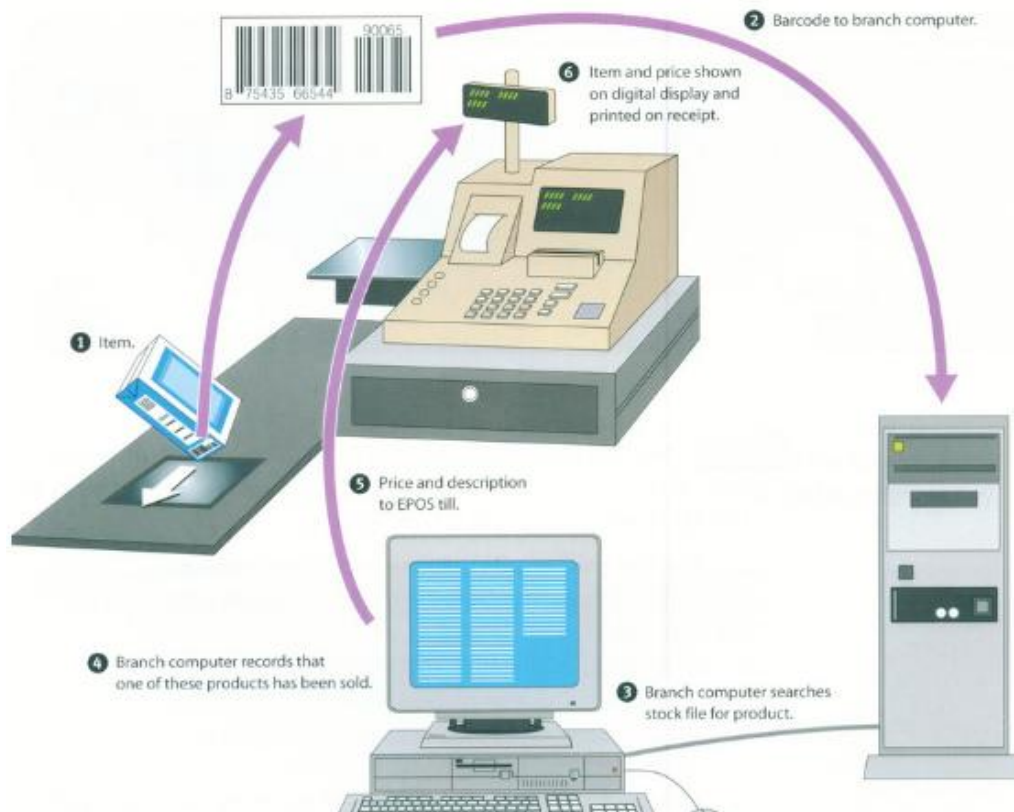 90065
8 75435 66544
2 Barcode to branch computer.
6 Item and price shown
on digital display and
printed on receipt.
1 Item.
5 Price and description
to EPOS till.
4 Branch computer records that
one of these products has been sold.
3 Branch computer searches
stock file for product.